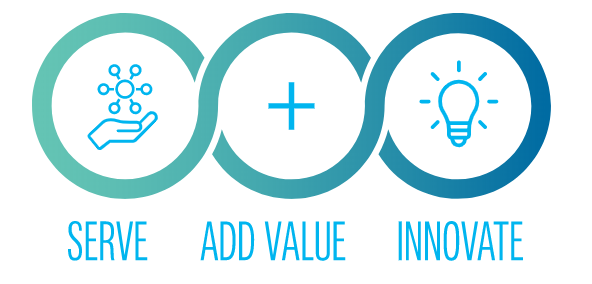 SERVE ADD VALUE INNOVATE